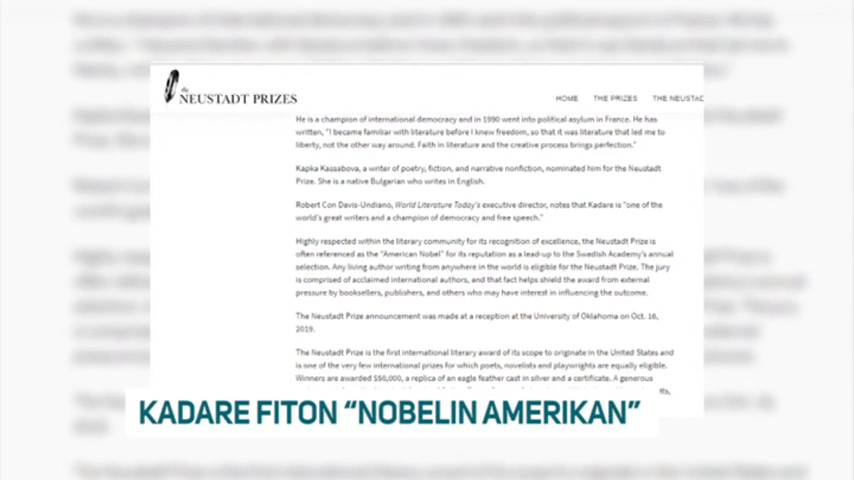 the
NEUSTADT PRIZES
HOME THE PRIZES THE NEUSTAD
He is a champion of international democracy and in 1990 went into political asylum in France. He has
written, "I became familiar with literature before I knew freedom, so that it was literature that led me to
liberty, not the other way around. Faith in literature and the creative process brings perfection."
Kapka Kassabova, a writer of poetry, fiction, and narrative nonfiction, nominated him for the Neustadt
Prize. She is a native Bulgarian who writes in English.
Robert Con Davis-Undiano, World Literature Today's executive director, notes that Kadare is "one of the
world's great writers and a champion of democracy and free speech."
Highly respected within the literary community for its recognition of excellence, the Neustadt Prize is
often referenced as the "American Nobel" for its reputation as a lead-up to the Swedish Academy's annual
selection. Any living author writing from anywhere in the world is eligible for the Neustadt Prize. The jury
is comprised of acclaimed international authors, and that fact helps shield the award from external
pressure by booksellers, publishers, and others who may have interest in influencing the outcome.
The Neustadt Prize announcement was made at a reception at the University of Oklahoma on Oct. 16,
2019.
The Neustadt Prize is the first international literary award of its scope to originate in the United States and
is one of the very few international prizes for which poets, novelists and playwrights are equally eligible.
Winners are awarded $50,000, a replica of an eagle feather cast in silver and a certificate. A generous
KADARE FITON “NOBELIN AMERIKAN”